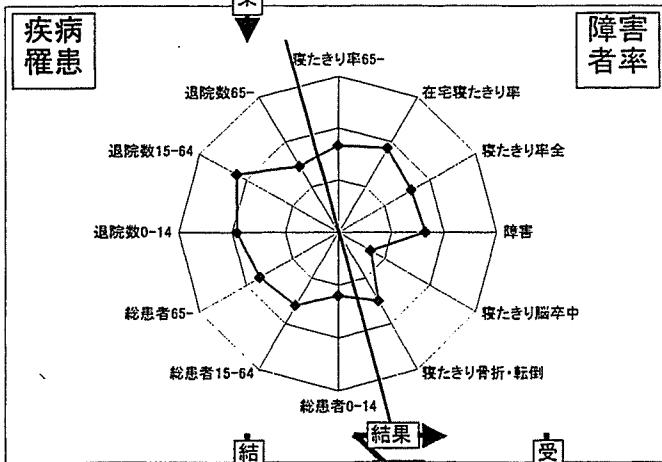 疾病
罹患
障害
者率
寝たきり率65-
在宅寝たきり率
寝たきり率全
障害
寝たきり脳卒中
寝たきり骨折・転倒
総患者0-14
総患者15-64
総患者65-
退院数0-14
退院数15-64
退院数65-
結果
結
受